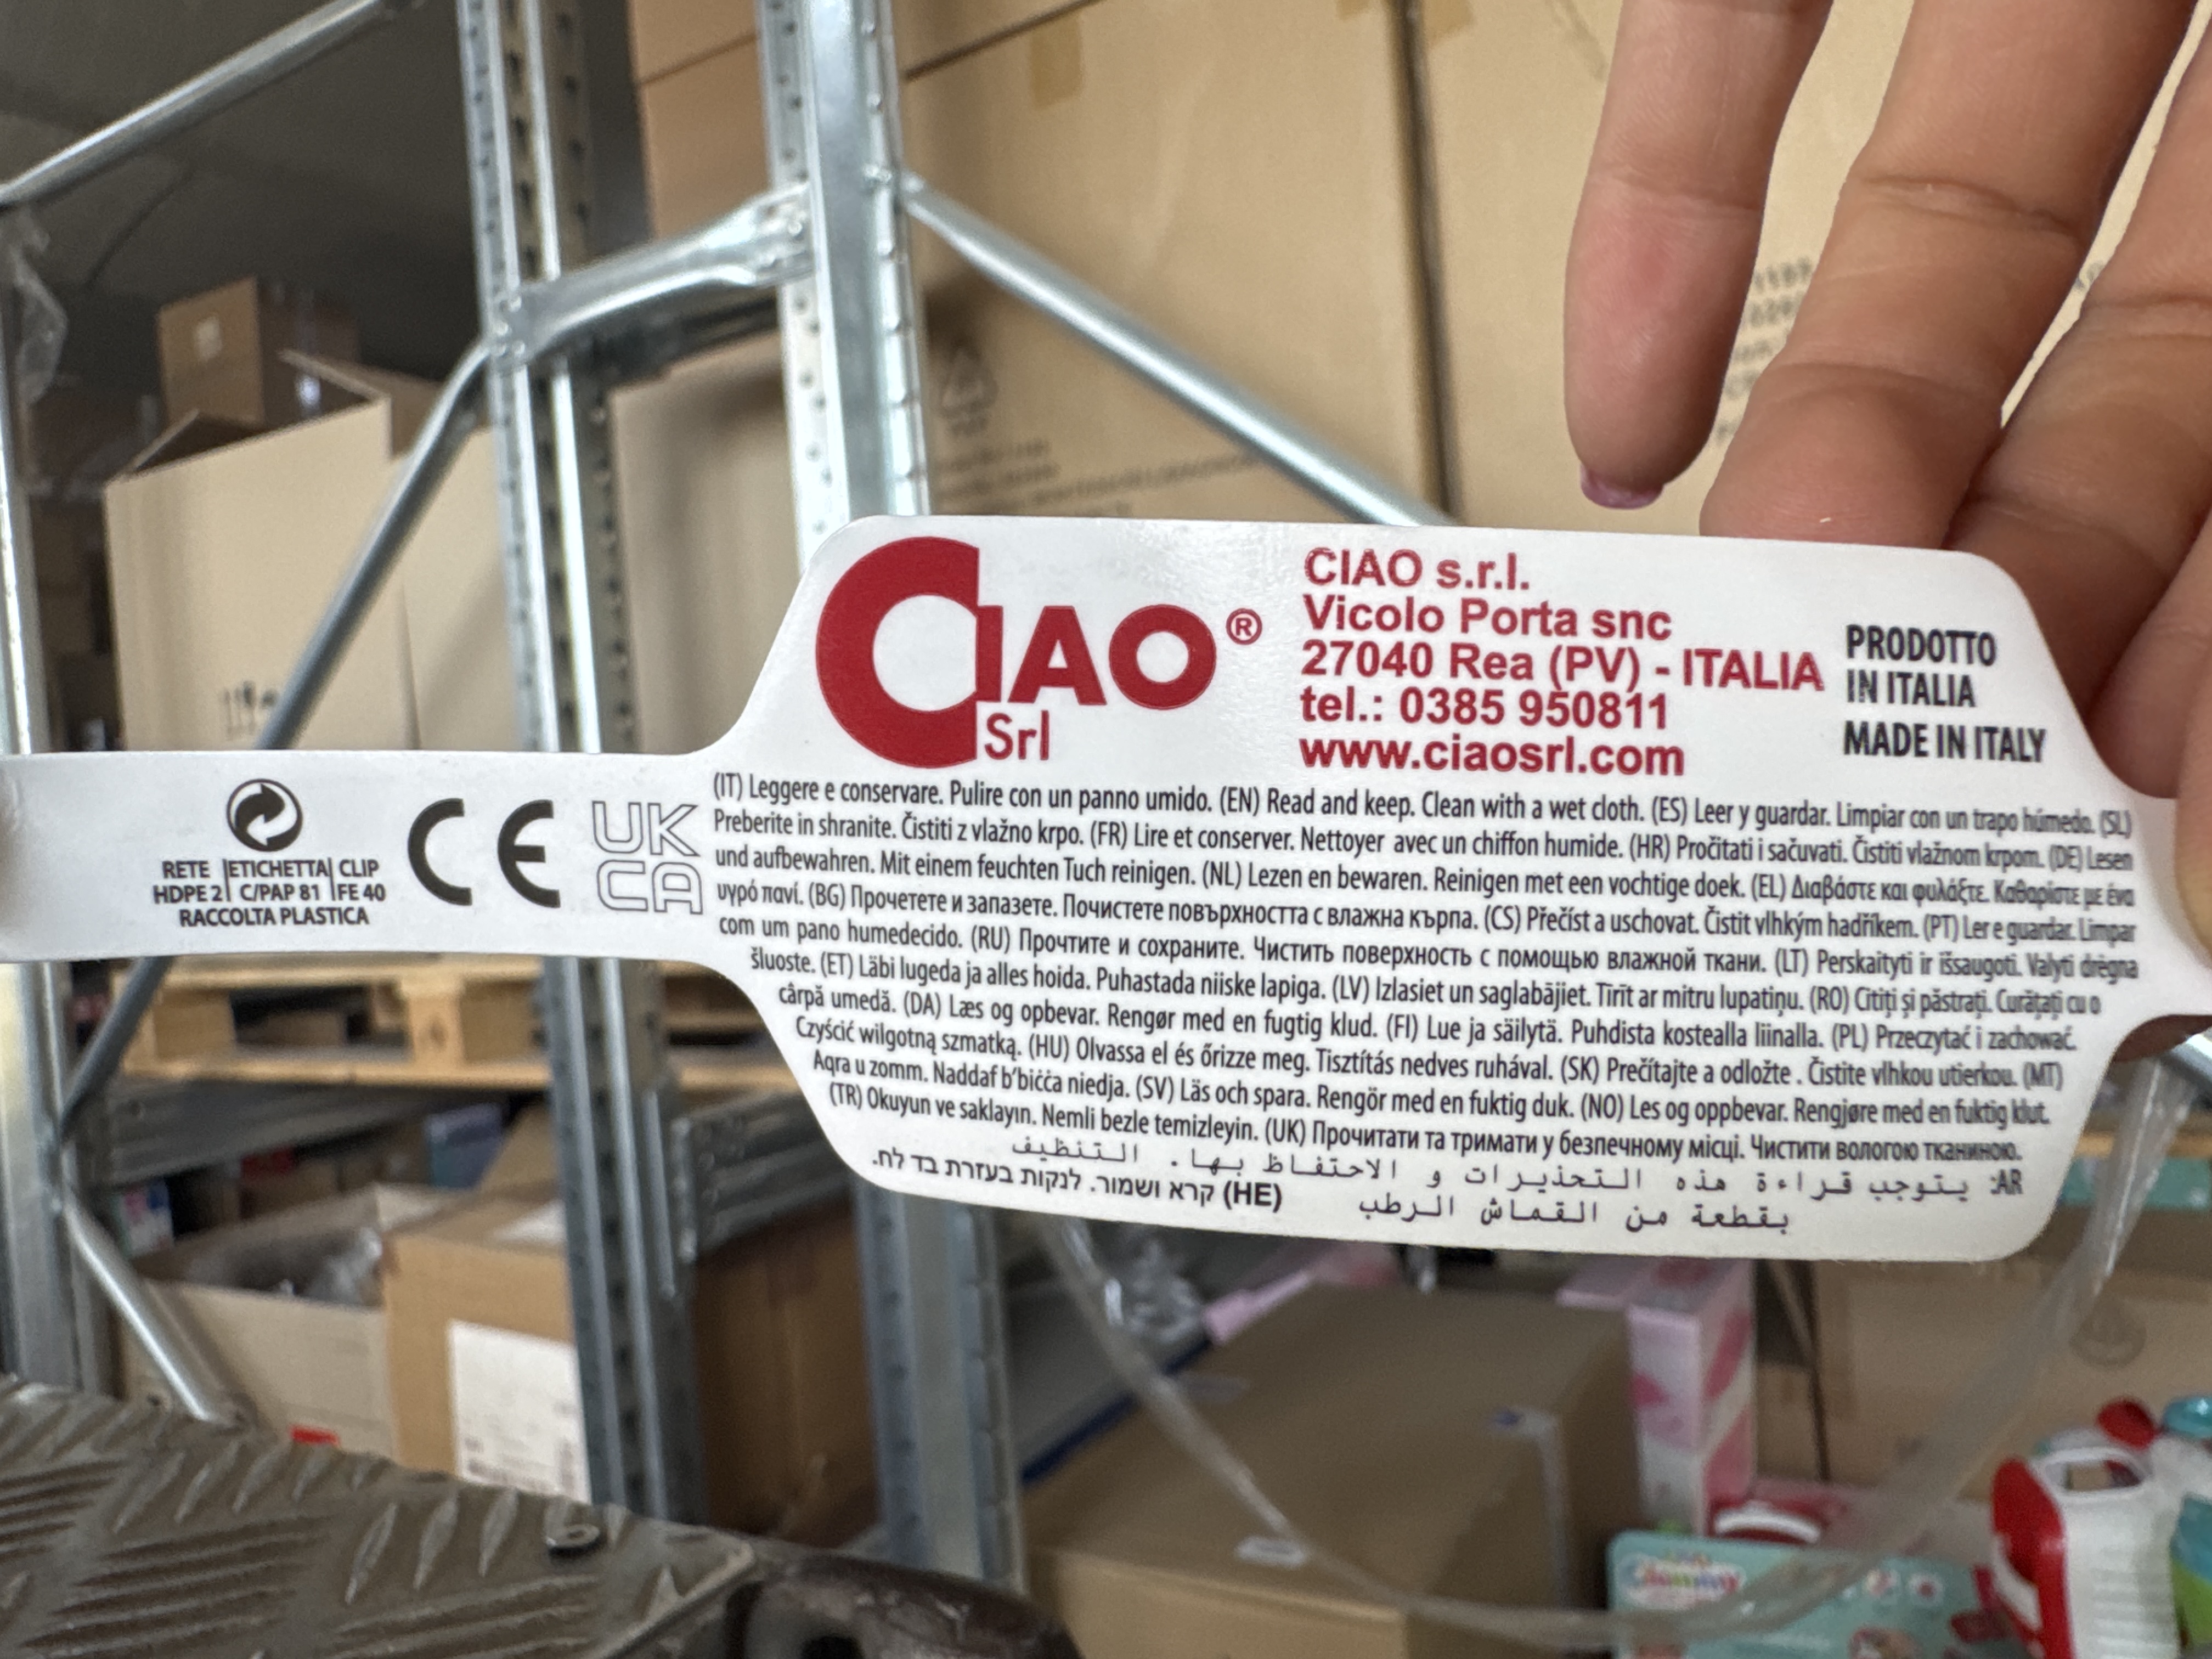 CIAO®
Srl
CIAO s.r.l.
Vicolo Porta snc
27040 Rea (PV) - ITALIA
tel.: 0385 950811
www.ciaosrl.com
PRODOTTO
IN ITALIA
MADE IN ITALY
RETE | ETICHETTA | CLIP
HDPE 2 | C/PAP 81 | FE 40
RACCOLTA PLASTICA
CE
UK
CA
(IT) Leggere e conservare. Pulire con un panno umido. (EN) Read and keep. Clean with a wet cloth. (ES) Leer y guardar. Limpiar con un trapo húmedo. (SL)
Preberite in shranite. Čistiti z vlažno krpo. (FR) Lire et conserver. Nettoyer avec un chiffon humide. (HR) Pročitati i sačuvati. Čistiti vlažnom krpom. (DE) Lesen
und aufbewahren. Mit einem feuchten Tuch reinigen. (NL) Lezen en bewaren. Reinigen met een vochtige doek. (EL) Διαβάστε και φυλάξτε. Καθαρίστε με ένα
υγρό πανί. (BG) Прочетете и запазете. Почистете повърхността с влажна кърпа. (CS) Přečíst a uschovat. Čistit vlhkým hadříkem. (PT) Ler e guardar. Limpar
com um pano humedecido. (RU) Прочтите и сохраните. Чистить поверхность с помощью влажной ткани. (LT) Perskaityti ir išsaugoti. Valyti drėgna
šluoste. (ET) Läbi lugeda ja alles hoida. Puhastada niiske lapiga. (LV) Izlasiet un saglabājiet. Tīrīt ar mitru lupatiņu. (RO) Citiți și păstrați. Curățați cu o
cârpă umedă. (DA) Læs og opbevar. Rengør med en fugtig klud. (FI) Lue ja säilytä. Puhdista kostealla liinalla. (PL) Przeczytać i zachować.
Czyścić wilgotną szmatką. (HU) Olvassa el és őrizze meg. Tisztítás nedves ruhával. (SK) Prečítajte a odložte . Čistite vlhkou utierkou. (MT)
Aqra u zomm. Naddaf b'biċċa niedja. (SV) Läs och spara. Rengör med en fuktig duk. (NO) Les og oppbevar. Rengjøre med en fuktig klut.
(TR) Okuyun ve saklayın. Nemli bezle temizleyin. (UK) Прочитати та тримати у безпечному місці. Чистити вологою тканиною.
AR: يتوجب قراءة هذه التحذيرات و الاحتفاظ بها. التنظيف
بقطعة من القماش الرطب
(HE) קרא ושמור. לנקות בעזרת בד לח.